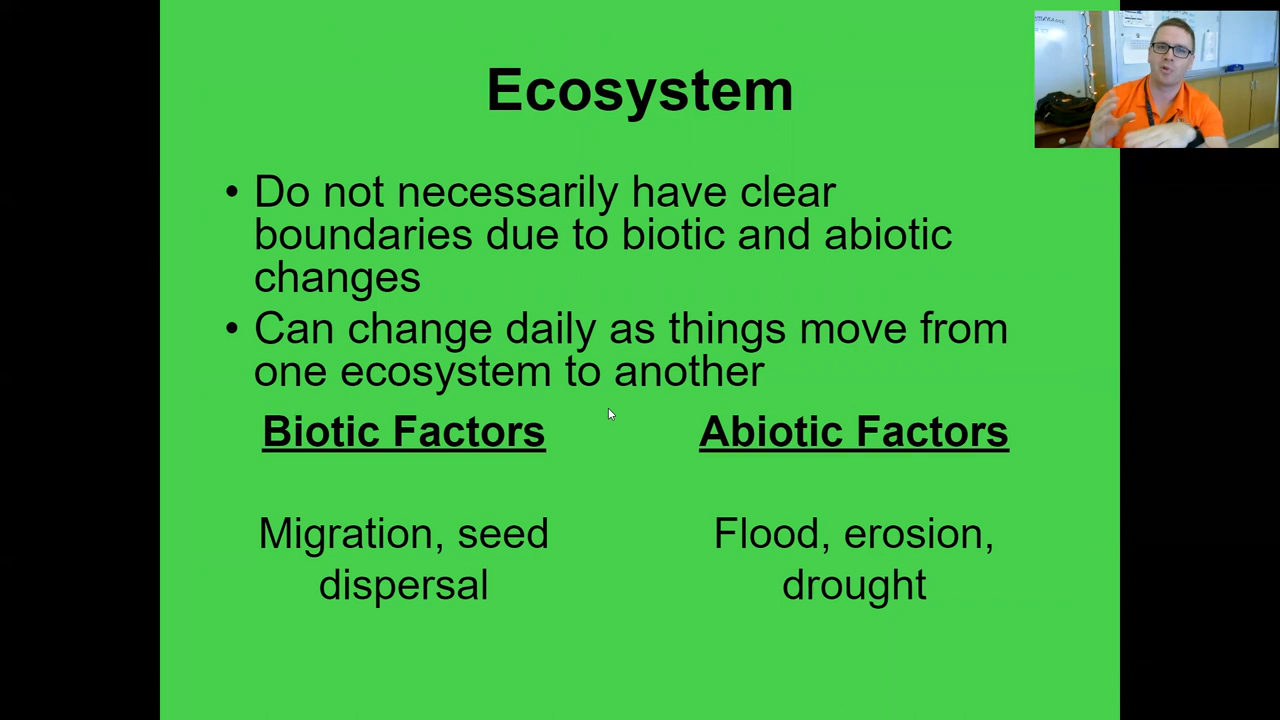 Ecosystem
• Do not necessarily have clear
boundaries due to biotic and abiotic
changes
• Can change daily as things move from
one ecosystem to another
Biotic Factors
Migration, seed
dispersal
Abiotic Factors
Flood, erosion,
drought